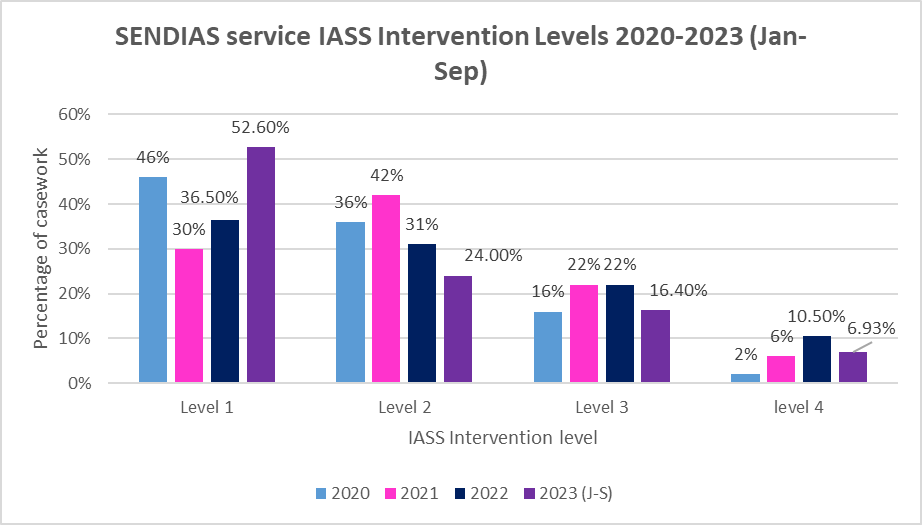 SENDIAS service IASS Intervention Levels 2020-2023 (Jan-
Sep)
Percentage of casework
60%
50%
40%
30%
20%
10%
0%
46%
30%
36.50%
52.60%
36%
42%
31%
24.00%
16%
22%
22%
16.40%
2%
6%
10.50%
6.93%
Level 1
Level 2
Level 3
level 4
IASS Intervention level
2020
2021
2022
2023 (J-S)